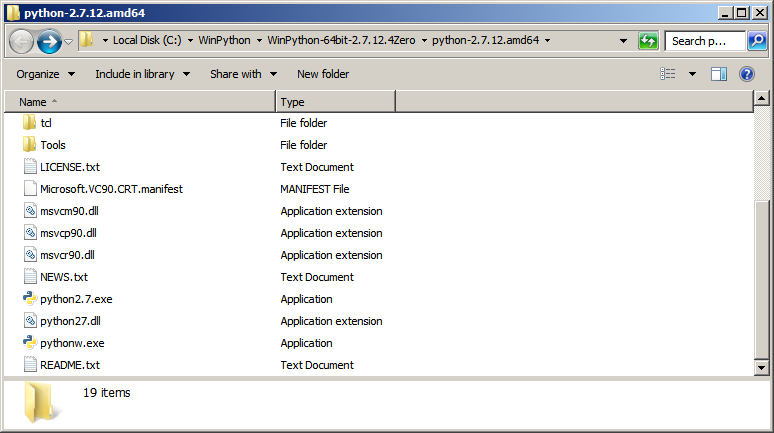 python-2.7.12.amd64
Local Disk (C:) WinPython WinPython-64bit-2.7.12.4Zero python-2.7.12.amd64 Search p...
Organize Include in library Share with New folder
Name Type
tcl File folder
Tools File folder
LICENSE.txt Text Document
Microsoft.VC90.CRT.manifest MANIFEST File
msvcm90.dll Application extension
msvcp90.dll Application extension
msvcr90.dll Application extension
NEWS.txt Text Document
python2.7.exe Application
python27.dll Application extension
pythonw.exe Application
README.txt Text Document
19 items